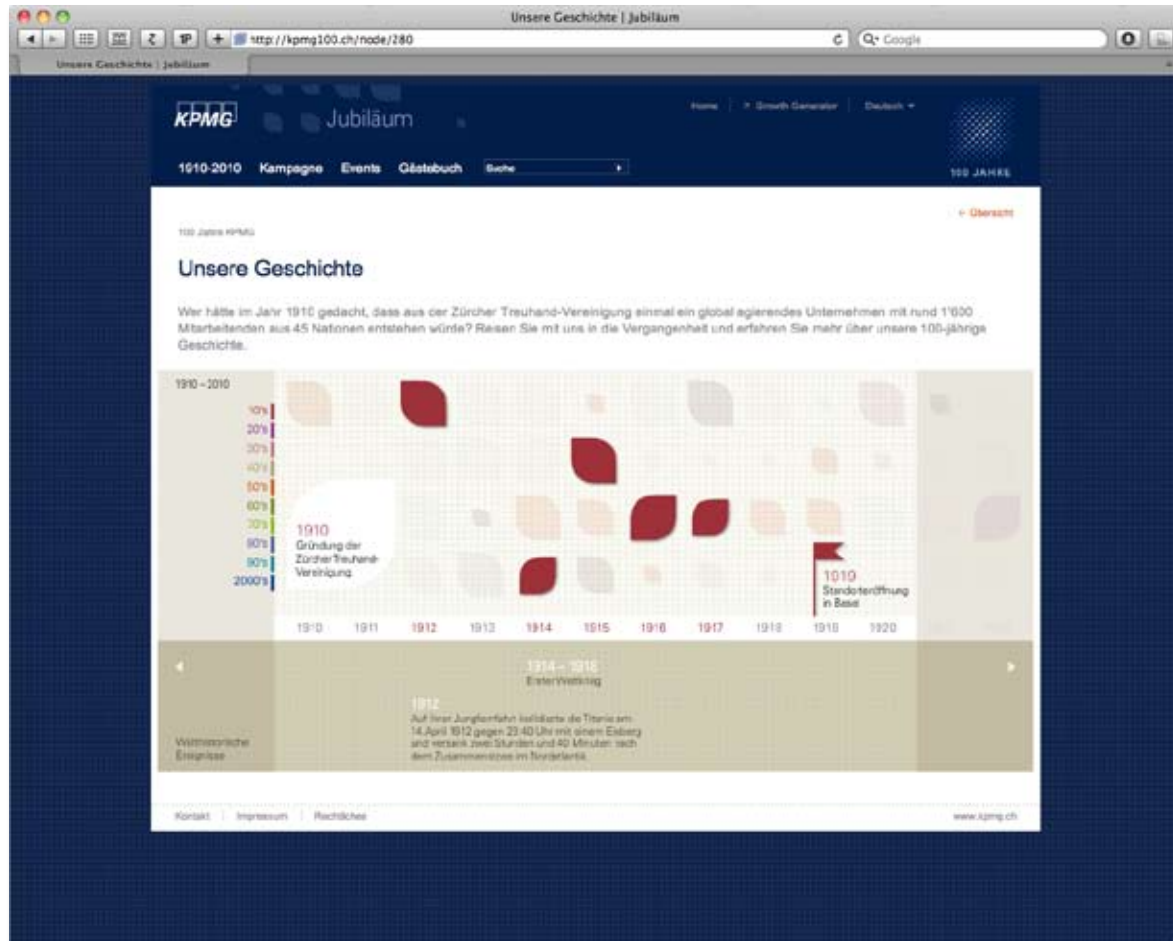 Unsere Geschichte | Jubiläum
http://kpmg100.ch/node/280
Google
Unsere Geschichte | Jubiläum
KPMG
Jubiläum
Home
Growth Generator
Deutsch
1910-2010 Kampagne Events Gästebuch Suche
100 JAHRE
Übersicht
100 Jahre KPMG
Unsere Geschichte
Wer hätte im Jahr 1910 gedacht, dass aus der Zürcher Treuhand-Vereinigung einmal ein global agierendes Unternehmen mit rund 1'600
Mitarbeitenden aus 45 Nationen entstehen würde? Reisen Sie mit uns in die Vergangenheit und erfahren Sie mehr über unsere 100-jährige
Geschichte.
1910 – 2010
10's
20's
30's
40's
50's
60's
70's
80's
90's
2000's
1910
Gründung der
Zürcher Treuhand-
Vereinigung
1919
Standorteröffnung
in Basel
1910 1911 1912 1913 1914 1915 1916 1917 1918 1919 1920
1914 – 1918
Erster Weltkrieg
1912
Auf ihrer Jungfernfahrt kollidierte die Titanic am
14. April 1912 gegen 23:40 Uhr mit einem Eisberg
und versank zwei Stunden und 40 Minuten nach
dem Zusammenstoss im Nordatlantik.
Welthistorische
Ereignisse
Kontakt Impressum Rechtliches
www.kpmg.ch